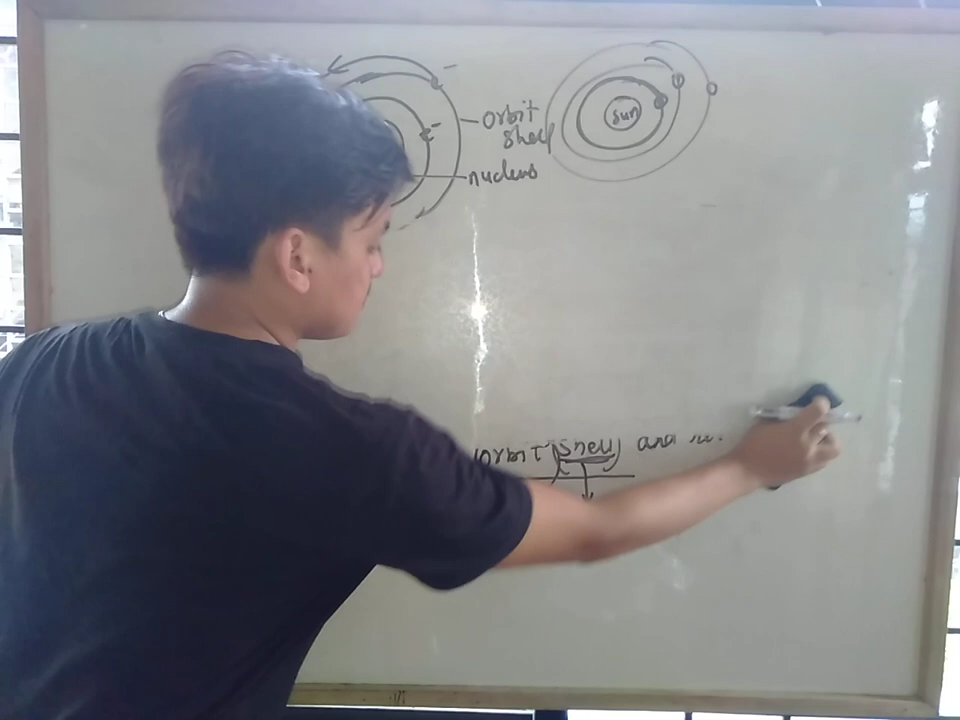 orbit
shell
nucleus
sun
orbit (shell) and